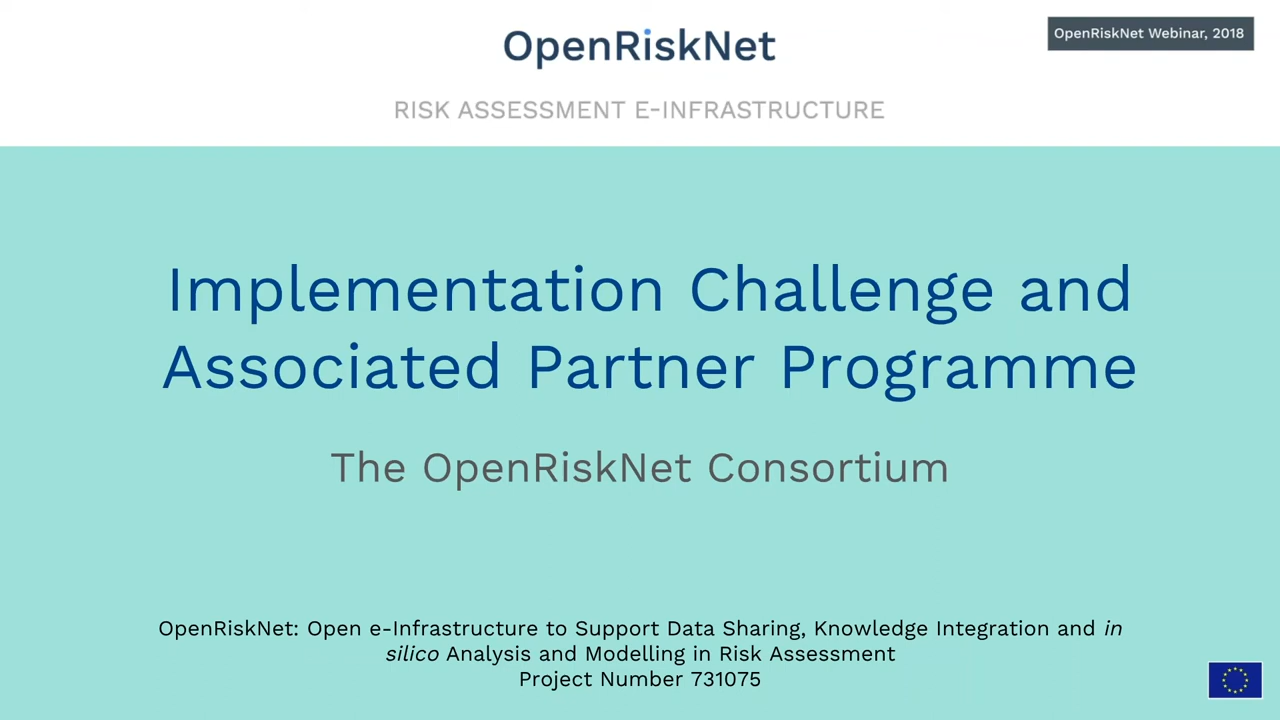 OpenRiskNet
OpenRiskNet Webinar, 2018
RISK ASSESSMENT E-INFRASTRUCTURE
Implementation Challenge and
Associated Partner Programme
The OpenRiskNet Consortium
OpenRiskNet: Open e-Infrastructure to Support Data Sharing, Knowledge Integration and in
silico Analysis and Modelling in Risk Assessment
Project Number 731075